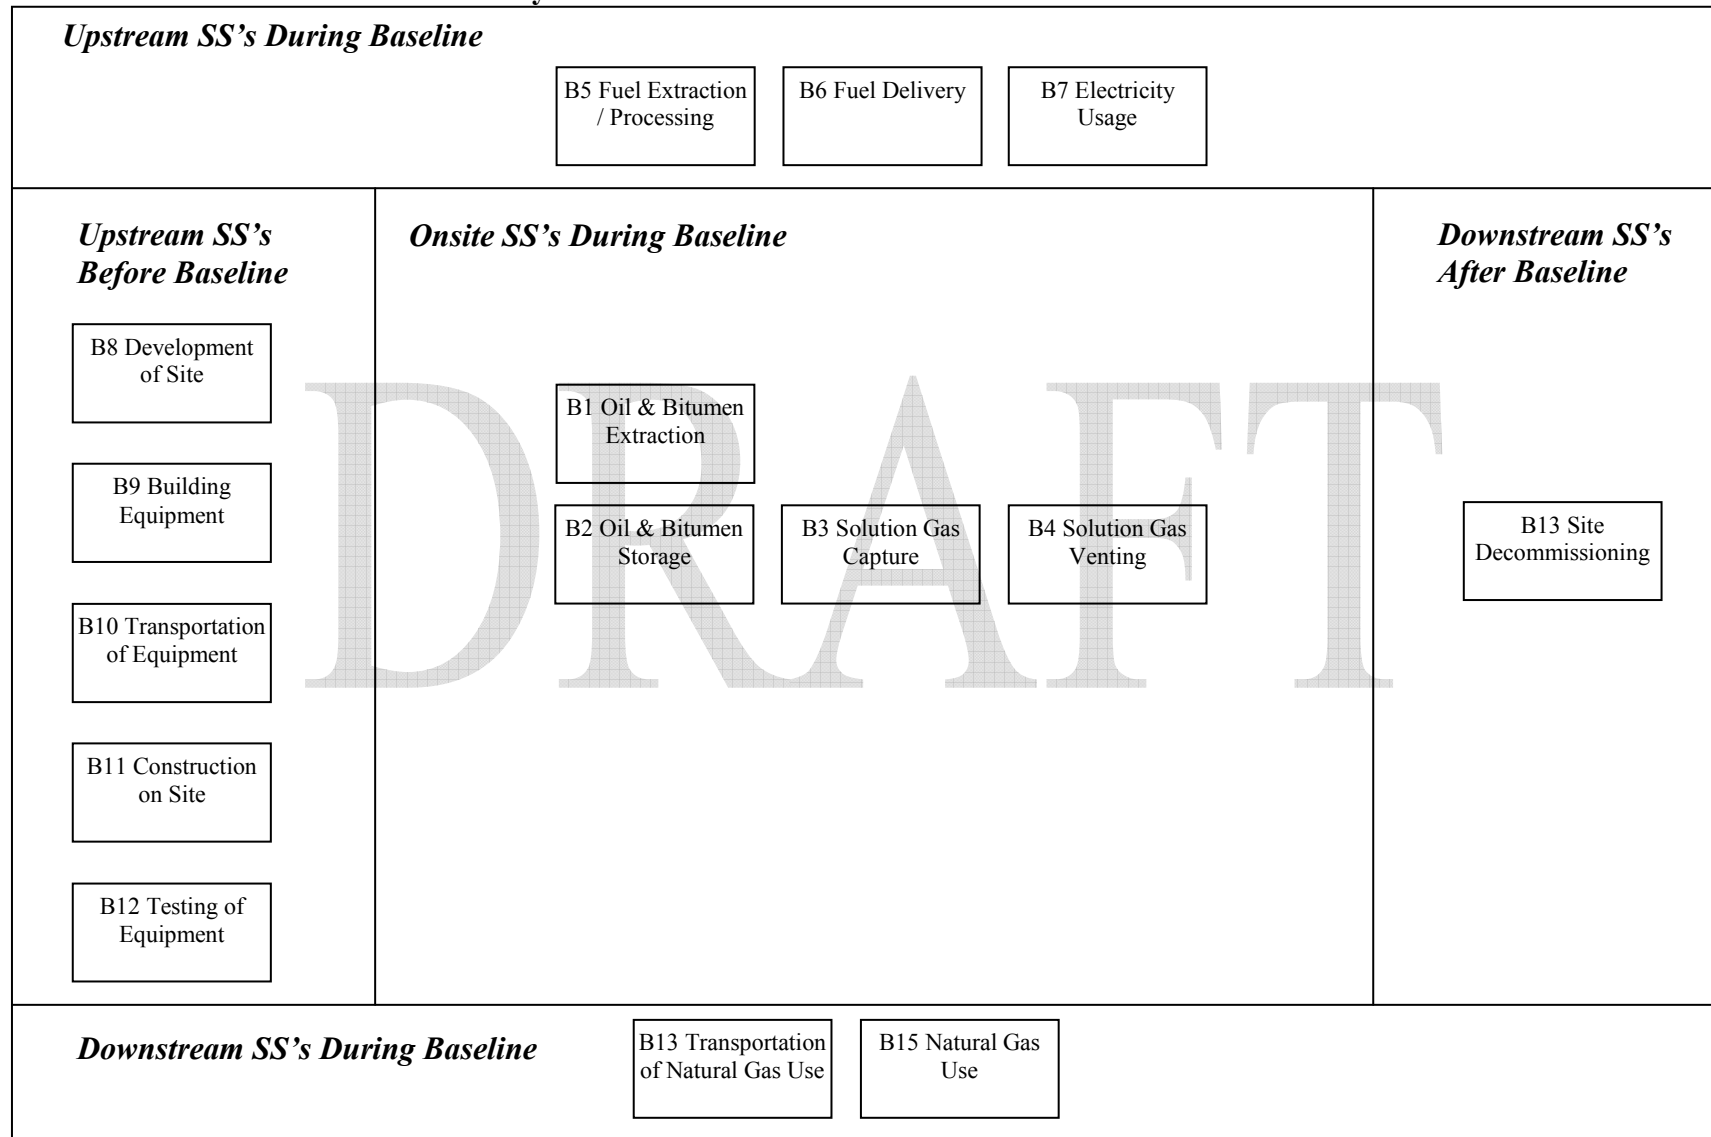 Upstream SS’s During Baseline
B5 Fuel Extraction
/ Processing
B6 Fuel Delivery
B7 Electricity
Usage
Upstream SS’s
Before Baseline
B8 Development
of Site
B9 Building
Equipment
B10 Transportation
of Equipment
B11 Construction
on Site
B12 Testing of
Equipment
Onsite SS’s During Baseline
B1 Oil & Bitumen
Extraction
B2 Oil & Bitumen
Storage
B3 Solution Gas
Capture
B4 Solution Gas
Venting
DRAFT
Downstream SS’s
After Baseline
B13 Site
Decommissioning
Downstream SS’s During Baseline
B13 Transportation
of Natural Gas Use
B15 Natural Gas
Use